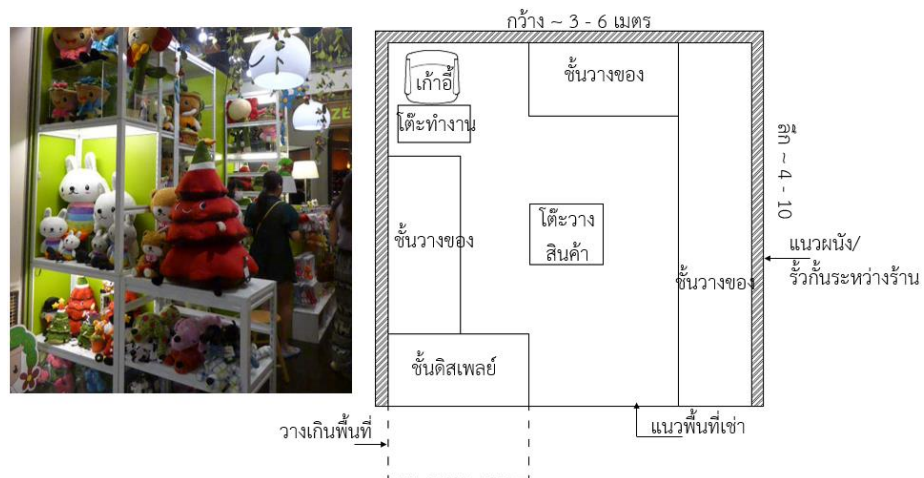 กว้าง ~ 3 - 6 เมตร
เก้าอี้
โต๊ะทำงาน
ชั้นวางของ
ลึก ~ 4 - 10
ชั้นวางของ
โต๊ะวาง
สินค้า
ชั้นวางของ
แนวผนัง/
รั้วกั้นระหว่างร้าน
ชั้นดิสเพลย์
วางเกินพื้นที่
แนวพื้นที่เช่า